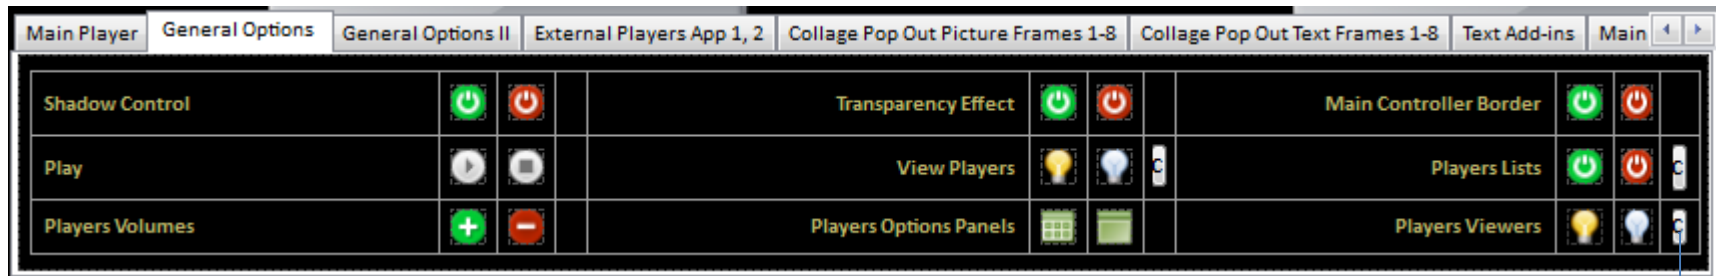 Main Player General Options General Options II External Players App 1, 2 Collage Pop Out Picture Frames 1-8 Collage Pop Out Text Frames 1-8 Text Add-ins Main
Shadow Control Transparency Effect Main Controller Border
Play View Players C Players Lists C
Players Volumes Players Options Panels Players Viewers C